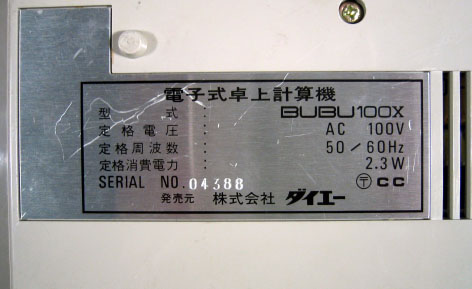 電子式卓上計算機
型式 : BUBU100X
定格電圧 : AC 100V
定格周波数 : 50/60Hz
定格消費電力 : 2.3W
SERIAL NO. 04388 〶 CC
発売元 株式会社 ダイエー